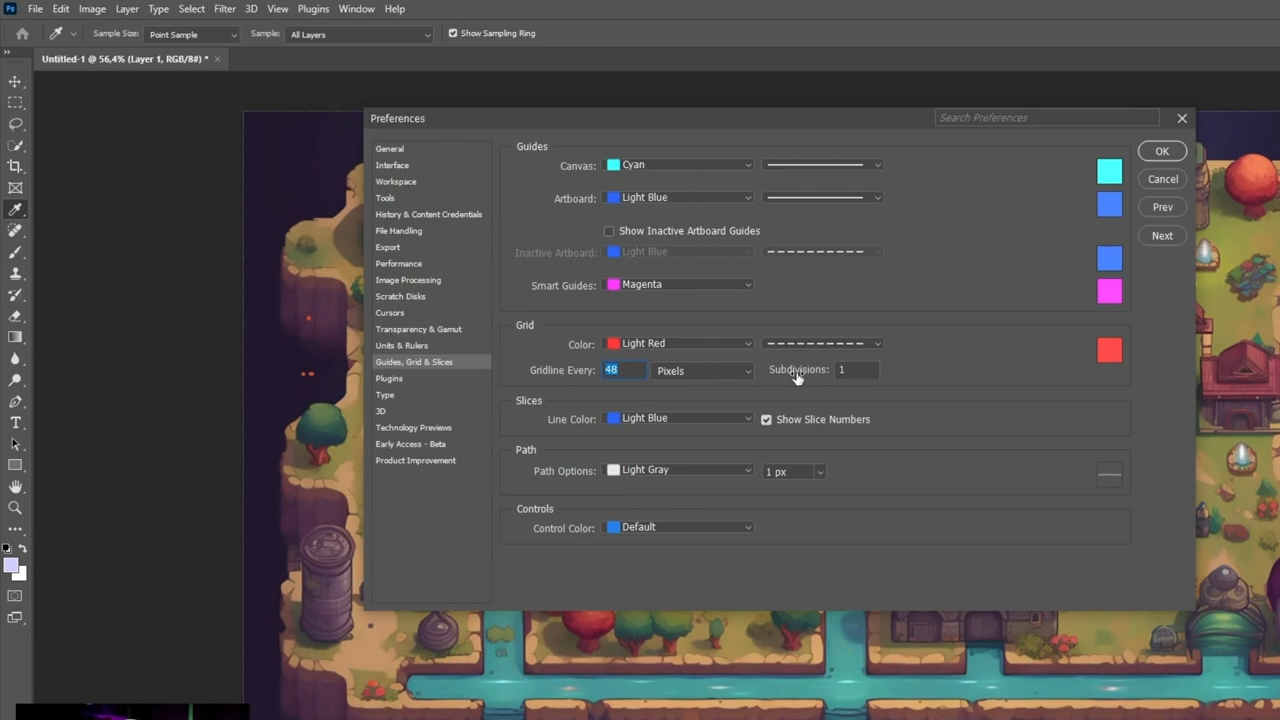 Ps File Edit Image Layer Type Select Filter 3D View Plugins Window Help
Sample Size: Point Sample Sample: All Layers Show Sampling Ring
Untitled-1 @ 56,4% (Layer 1, RGB/8#) * ×
Preferences
Search Preferences
General
Interface
Workspace
Tools
History & Content Credentials
File Handling
Export
Performance
Image Processing
Scratch Disks
Cursors
Transparency & Gamut
Units & Rulers
Guides, Grid & Slices
Plugins
Type
3D
Technology Previews
Early Access - Beta
Product Improvement
Guides
Canvas: Cyan
Artboard: Light Blue
Show Inactive Artboard Guides
Inactive Artboard: Light Blue
Smart Guides: Magenta
Grid
Color: Light Red
Gridline Every: 48 Pixels Subdivisions: 1
Slices
Line Color: Light Blue Show Slice Numbers
Path
Path Options: Light Gray 1 px
Controls
Control Color: Default
OK
Cancel
Prev
Next